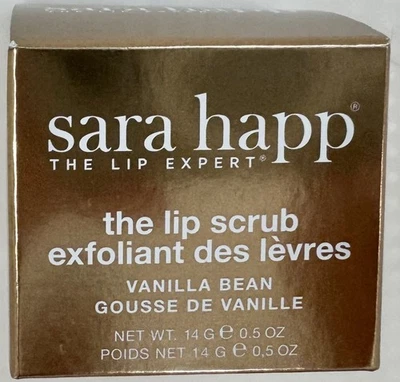 sara happ®
THE LIP EXPERT®
the lip scrub
exfoliant des lèvres
VANILLA BEAN
GOUSSE DE VANILLE
NET WT. 14 G ℮ 0.5 OZ
POIDS NET 14 G ℮ 0,5 OZ